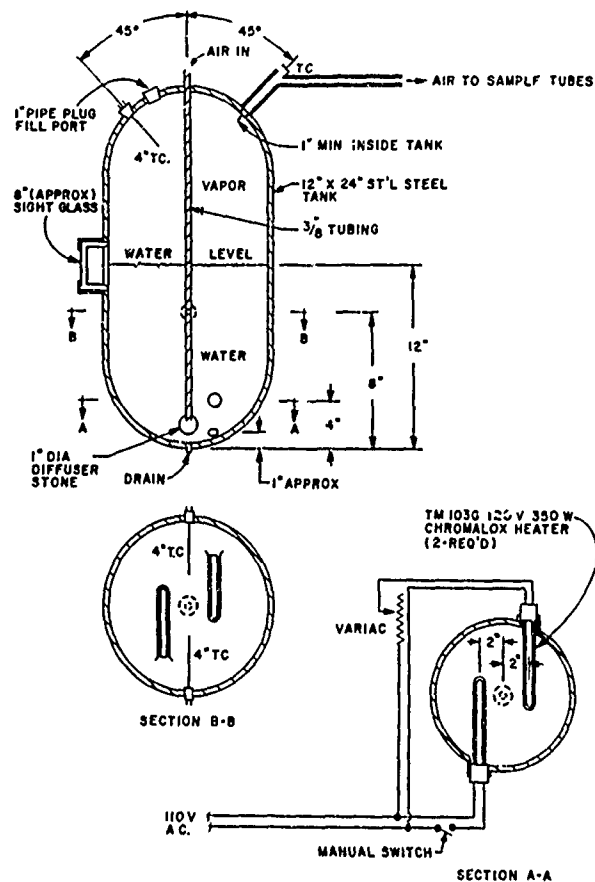 45°
45°
AIR IN
T.C
AIR TO SAMPLE TUBES
1" PIPE PLUG
FILL PORT
4" TC.
1" MIN INSIDE TANK
VAPOR
12" X 24" ST'L STEEL
TANK
8" (APPROX)
SIGHT GLASS
3/8" TUBING
WATER LEVEL
B
B
12"
WATER
8"
A
A
4"
1" DIA
DIFFUSER
STONE
DRAIN
1" APPROX
TM 103G 120 V 350 W
CHROMALOX HEATER
(2-REQ'D)
4" T.C
4" TC
SECTION B-B
VARIAC
2"
2"
110V
A.C.
MANUAL SWITCH
SECTION A-A